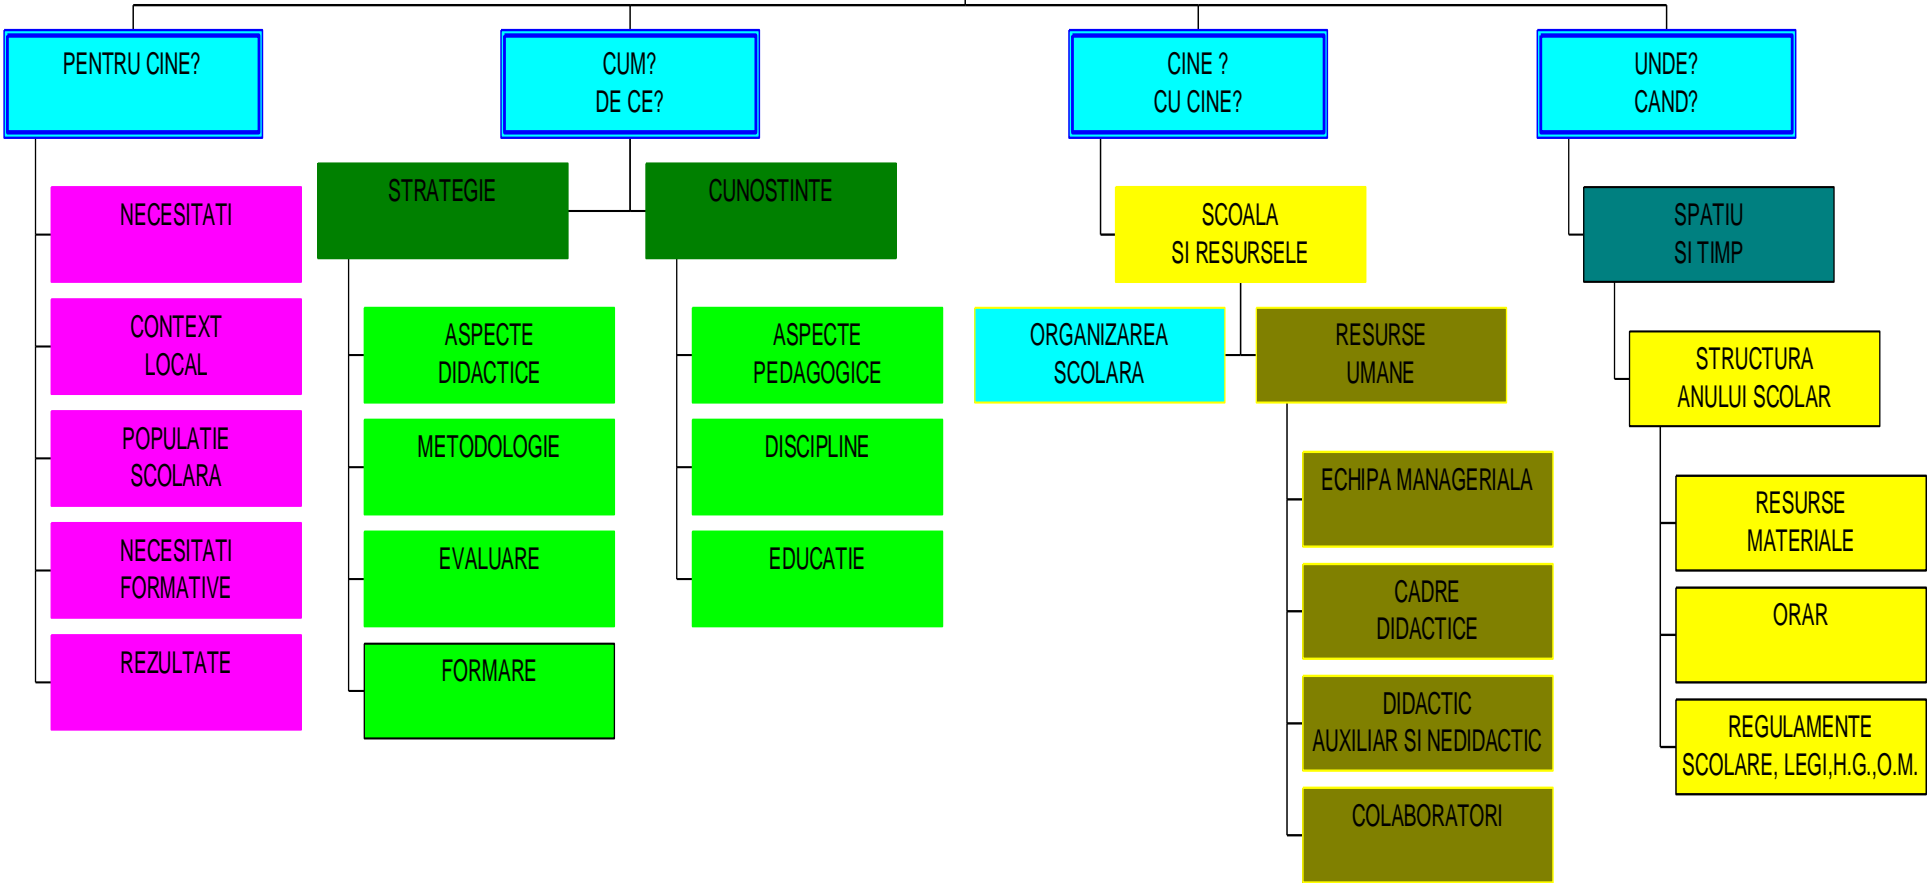 PENTRU CINE?
NECESITATI
CONTEXT
LOCAL
POPULATIE
SCOLARA
NECESITATI
FORMATIVE
REZULTATE
CUM?
DE CE?
STRATEGIE
ASPECTE
DIDACTICE
METODOLOGIE
EVALUARE
FORMARE
CUNOSTINTE
ASPECTE
PEDAGOGICE
DISCIPLINE
EDUCATIE
CINE ?
CU CINE?
SCOALA
SI RESURSELE
ORGANIZAREA
SCOLARA
RESURSE
UMANE
ECHIPA MANAGERIALA
CADRE
DIDACTICE
DIDACTIC
AUXILIAR SI NEDIDACTIC
COLABORATORI
UNDE?
CAND?
SPATIU
SI TIMP
STRUCTURA
ANULUI SCOLAR
RESURSE
MATERIALE
ORAR
REGULAMENTE
SCOLARE, LEGI,H.G.,O.M.